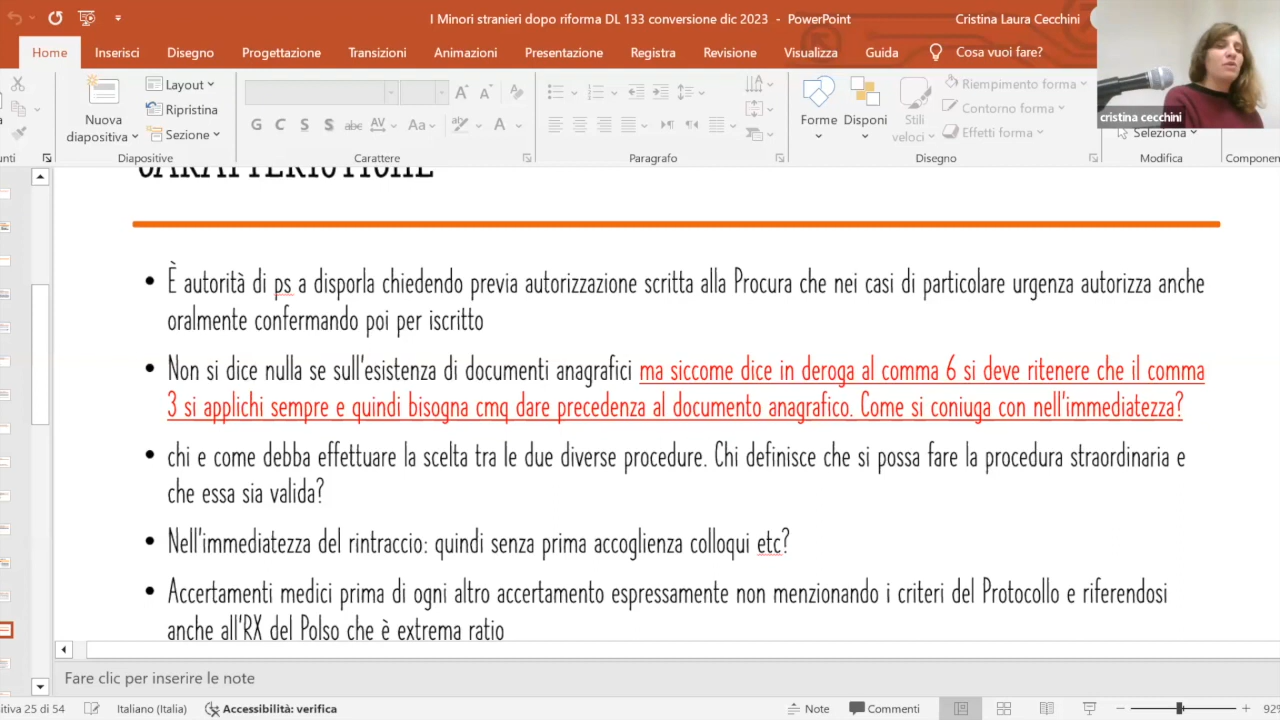 I Minori stranieri dopo riforma DL 133 conversione dic 2023 - PowerPoint
Cristina Laura Cecchini
Home Inserisci Disegno Progettazione Transizioni Animazioni Presentazione Registra Revisione Visualizza Guida Cosa vuoi fare?
Nuova diapositiva
Layout
Ripristina
Sezione
G C S S abc AV Aa A
Forme
Disponi
Stili veloci
Riempimento forma
Contorno forma
Effetti forma
cristina cecchini
Seleziona
Diapositive Carattere Paragrafo Disegno Modifica
CARATTERISTICHE
• È autorità di ps a disporla chiedendo previa autorizzazione scritta alla Procura che nei casi di particolare urgenza autorizza anche
oralmente confermando poi per iscritto
• Non si dice nulla se sull'esistenza di documenti anagrafici ma siccome dice in deroga al comma 6 si deve ritenere che il comma
3 si applichi sempre e quindi bisogna cmq dare precedenza al documento anagrafico. Come si coniuga con nell'immediatezza?
• chi e come debba effettuare la scelta tra le due diverse procedure. Chi definisce che si possa fare la procedura straordinaria e
che essa sia valida?
• Nell'immediatezza del rintraccio: quindi senza prima accoglienza colloqui etc?
• Accertamenti medici prima di ogni altro accertamento espressamente non menzionando i criteri del Protocollo e riferendosi
anche all'RX del Polso che è extrema ratio
Fare clic per inserire le note
itiva 25 di 54 Italiano (Italia) Accessibilità: verifica Note Commenti 92%